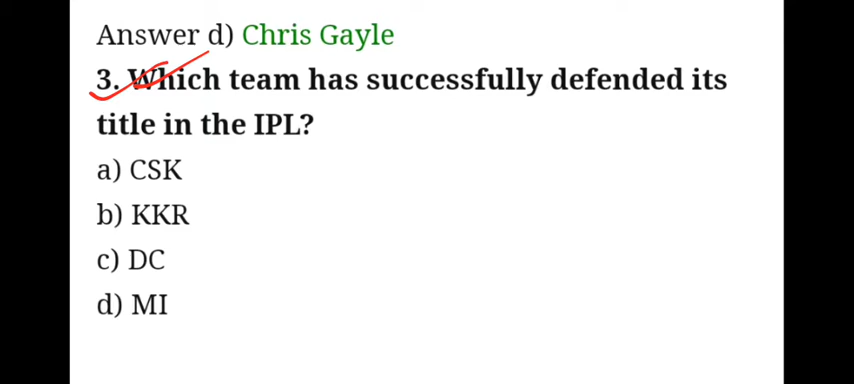 Answer d) Chris Gayle
3. Which team has successfully defended its
title in the IPL?
a) CSK
b) KKR
c) DC
d) MI